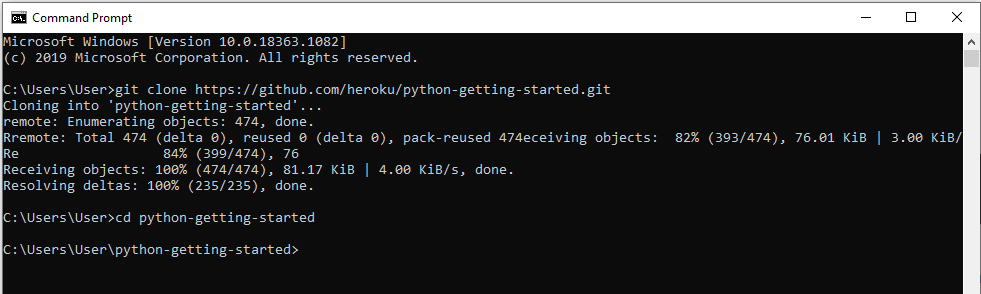 Command Prompt
Microsoft Windows [Version 10.0.18363.1082]
(c) 2019 Microsoft Corporation. All rights reserved.
C:\Users\User>git clone https://github.com/heroku/python-getting-started.git
Cloning into 'python-getting-started'...
remote: Enumerating objects: 474, done.
Rremote: Total 474 (delta 0), reused 0 (delta 0), pack-reused 474eceiving objects:  82% (393/474), 76.01 KiB | 3.00 KiB/
Re                  84% (399/474), 76
Receiving objects: 100% (474/474), 81.17 KiB | 4.00 KiB/s, done.
Resolving deltas: 100% (235/235), done.
C:\Users\User>cd python-getting-started
C:\Users\User\python-getting-started>